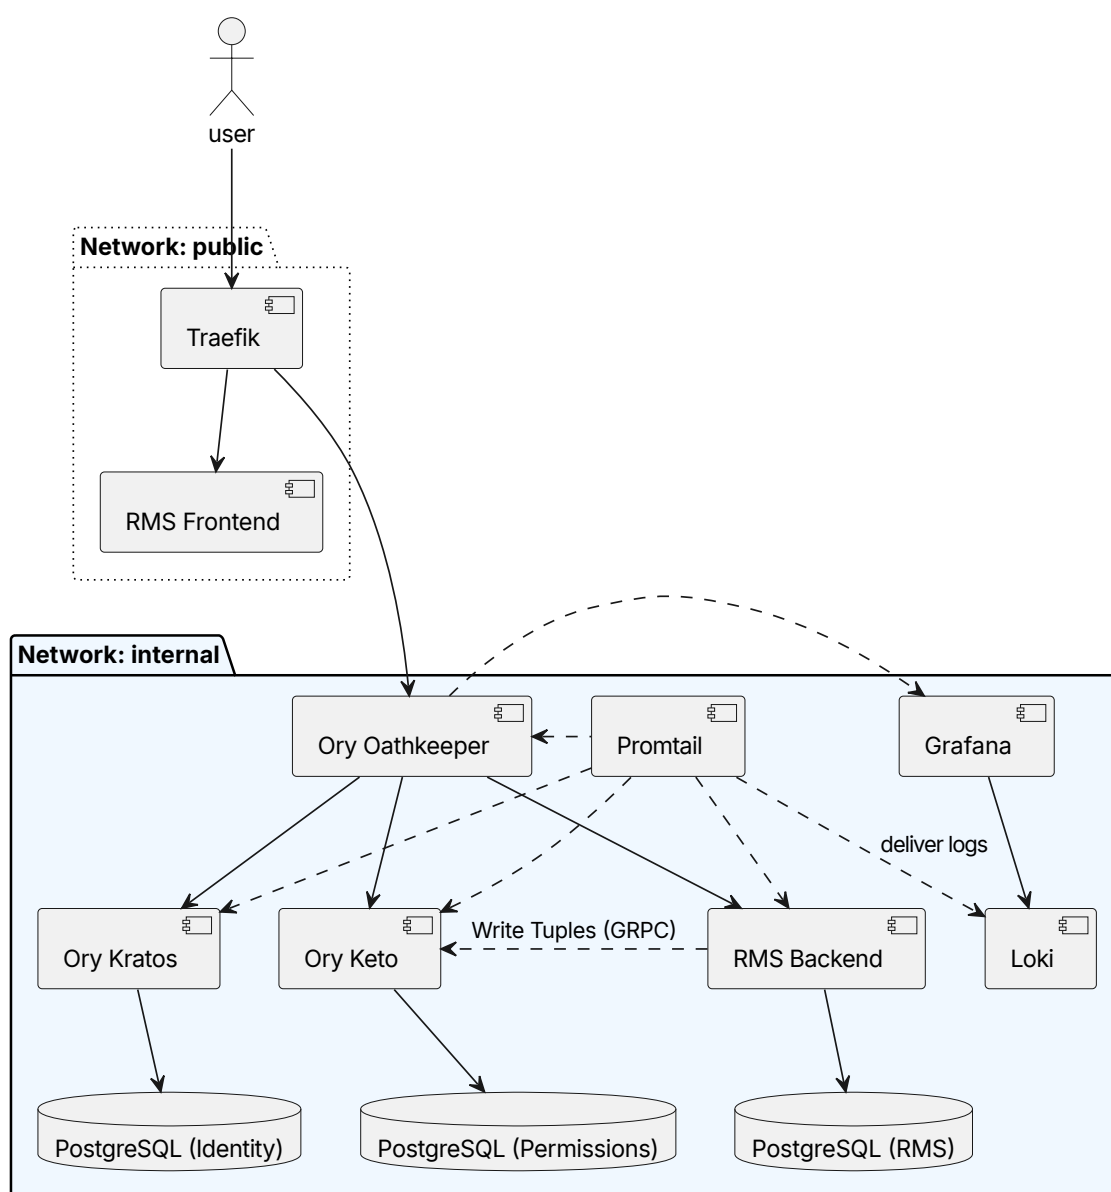 user
Network: public
Traefik
RMS Frontend
Network: internal
Ory Oathkeeper
Promtail
Grafana
deliver logs
Write Tuples (GRPC)
Ory Kratos
Ory Keto
RMS Backend
Loki
PostgreSQL (Identity)
PostgreSQL (Permissions)
PostgreSQL (RMS)